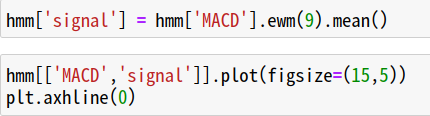 hmm['signal'] = hmm['MACD'].ewm(9).mean()
hmm[['MACD','signal']].plot(figsize=(15,5))
plt.axhline(0)